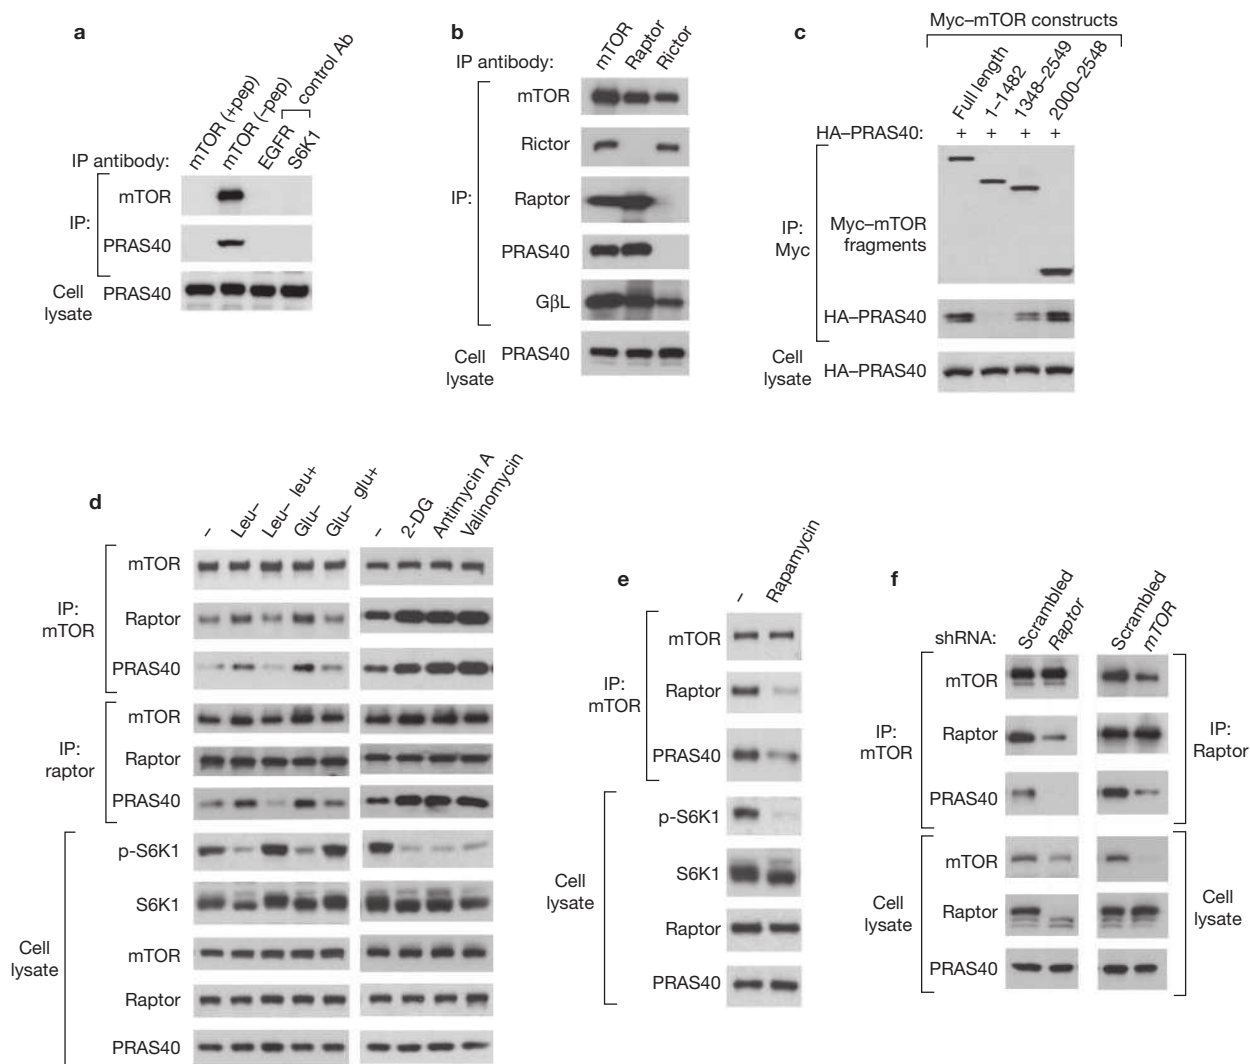 a
mTOR (+pep)
mTOR (–pep)
EGFR
S6K1
control Ab
IP antibody:
IP:
mTOR
PRAS40
Cell
lysate
PRAS40
b
IP antibody:
mTOR
Raptor
Rictor
IP:
mTOR
Rictor
Raptor
PRAS40
GβL
Cell
lysate
PRAS40
c
Myc–mTOR constructs
Full length
1–1482
1348–2549
2000–2548
HA–PRAS40: + + + +
IP:
Myc
Myc–mTOR
fragments
HA–PRAS40
Cell
lysate
HA–PRAS40
d
–
Leu–
Leu– leu+
Glu–
Glu– glu+
–
2-DG
Antimycin A
Valinomycin
IP:
mTOR
mTOR
Raptor
PRAS40
IP:
raptor
mTOR
Raptor
PRAS40
Cell
lysate
p-S6K1
S6K1
mTOR
Raptor
PRAS40
e
–
Rapamycin
IP:
mTOR
mTOR
Raptor
PRAS40
Cell
lysate
p-S6K1
S6K1
Raptor
PRAS40
f
shRNA:
Scrambled
Raptor
Scrambled
mTOR
IP:
mTOR
mTOR
Raptor
PRAS40
IP:
Raptor
Cell
lysate
mTOR
Raptor
PRAS40
Cell
lysate